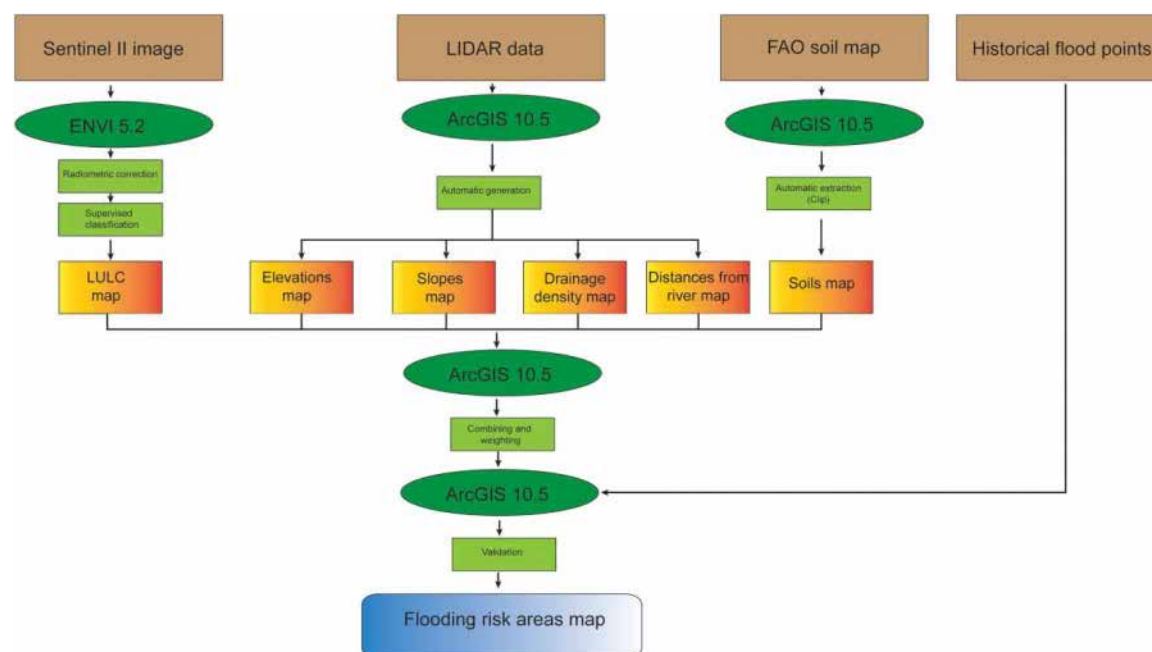 Sentinel II image
LIDAR data
FAO soil map
Historical flood points
ENVI 5.2
ArcGIS 10.5
ArcGIS 10.5
Radiometric correction
Automatic generation
Automatic extraction
(Clip)
Supervised
classification
LULC
map
Elevations
map
Slopes
map
Drainage
density map
Distances from
river map
Soils map
ArcGIS 10.5
Combining and
weighting
ArcGIS 10.5
Validation
Flooding risk areas map